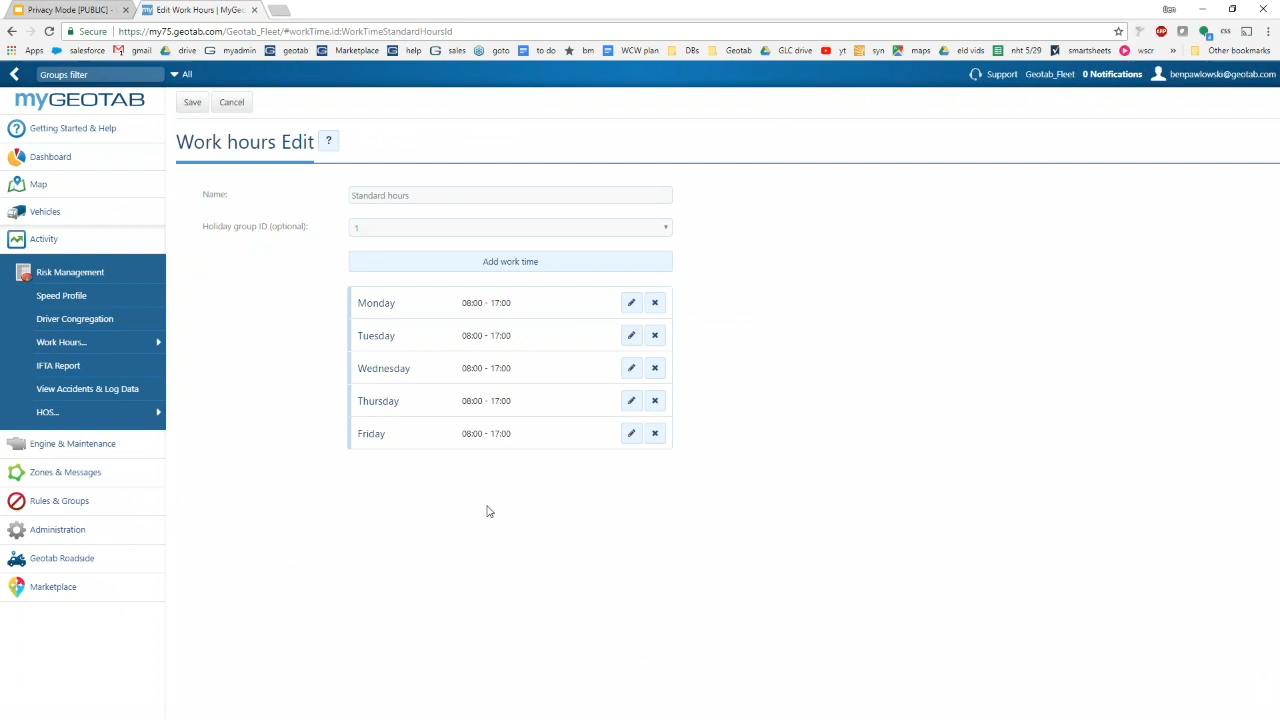 Privacy Mode [PUBLIC] -
Edit Work Hours | MyGeo
Ben
Secure | https://my75.geotab.com/Geotab_Fleet/#workTime,id:WorkTimeStandardHoursId
Apps salesforce gmail drive myadmin geotab Marketplace help sales goto to do bm WCW plan DBs Geotab GLC drive yt syn maps eld vids nht 5/29 smartsheets wscr » Other bookmarks
Groups filter All Support Geotab_Fleet 0 Notifications benpawlowski@geotab.com
myGEOTAB
Save Cancel
Getting Started & Help
Work hours Edit ?
Dashboard
Map
Name: Standard hours
Vehicles
Holiday group ID (optional): 1
Activity
Add work time
Risk Management
Speed Profile
Monday 08:00 - 17:00
Driver Congregation
Tuesday 08:00 - 17:00
Work Hours...
IFTA Report
Wednesday 08:00 - 17:00
View Accidents & Log Data
Thursday 08:00 - 17:00
HOS...
Friday 08:00 - 17:00
Engine & Maintenance
Zones & Messages
Rules & Groups
Administration
Geotab Roadside
Marketplace